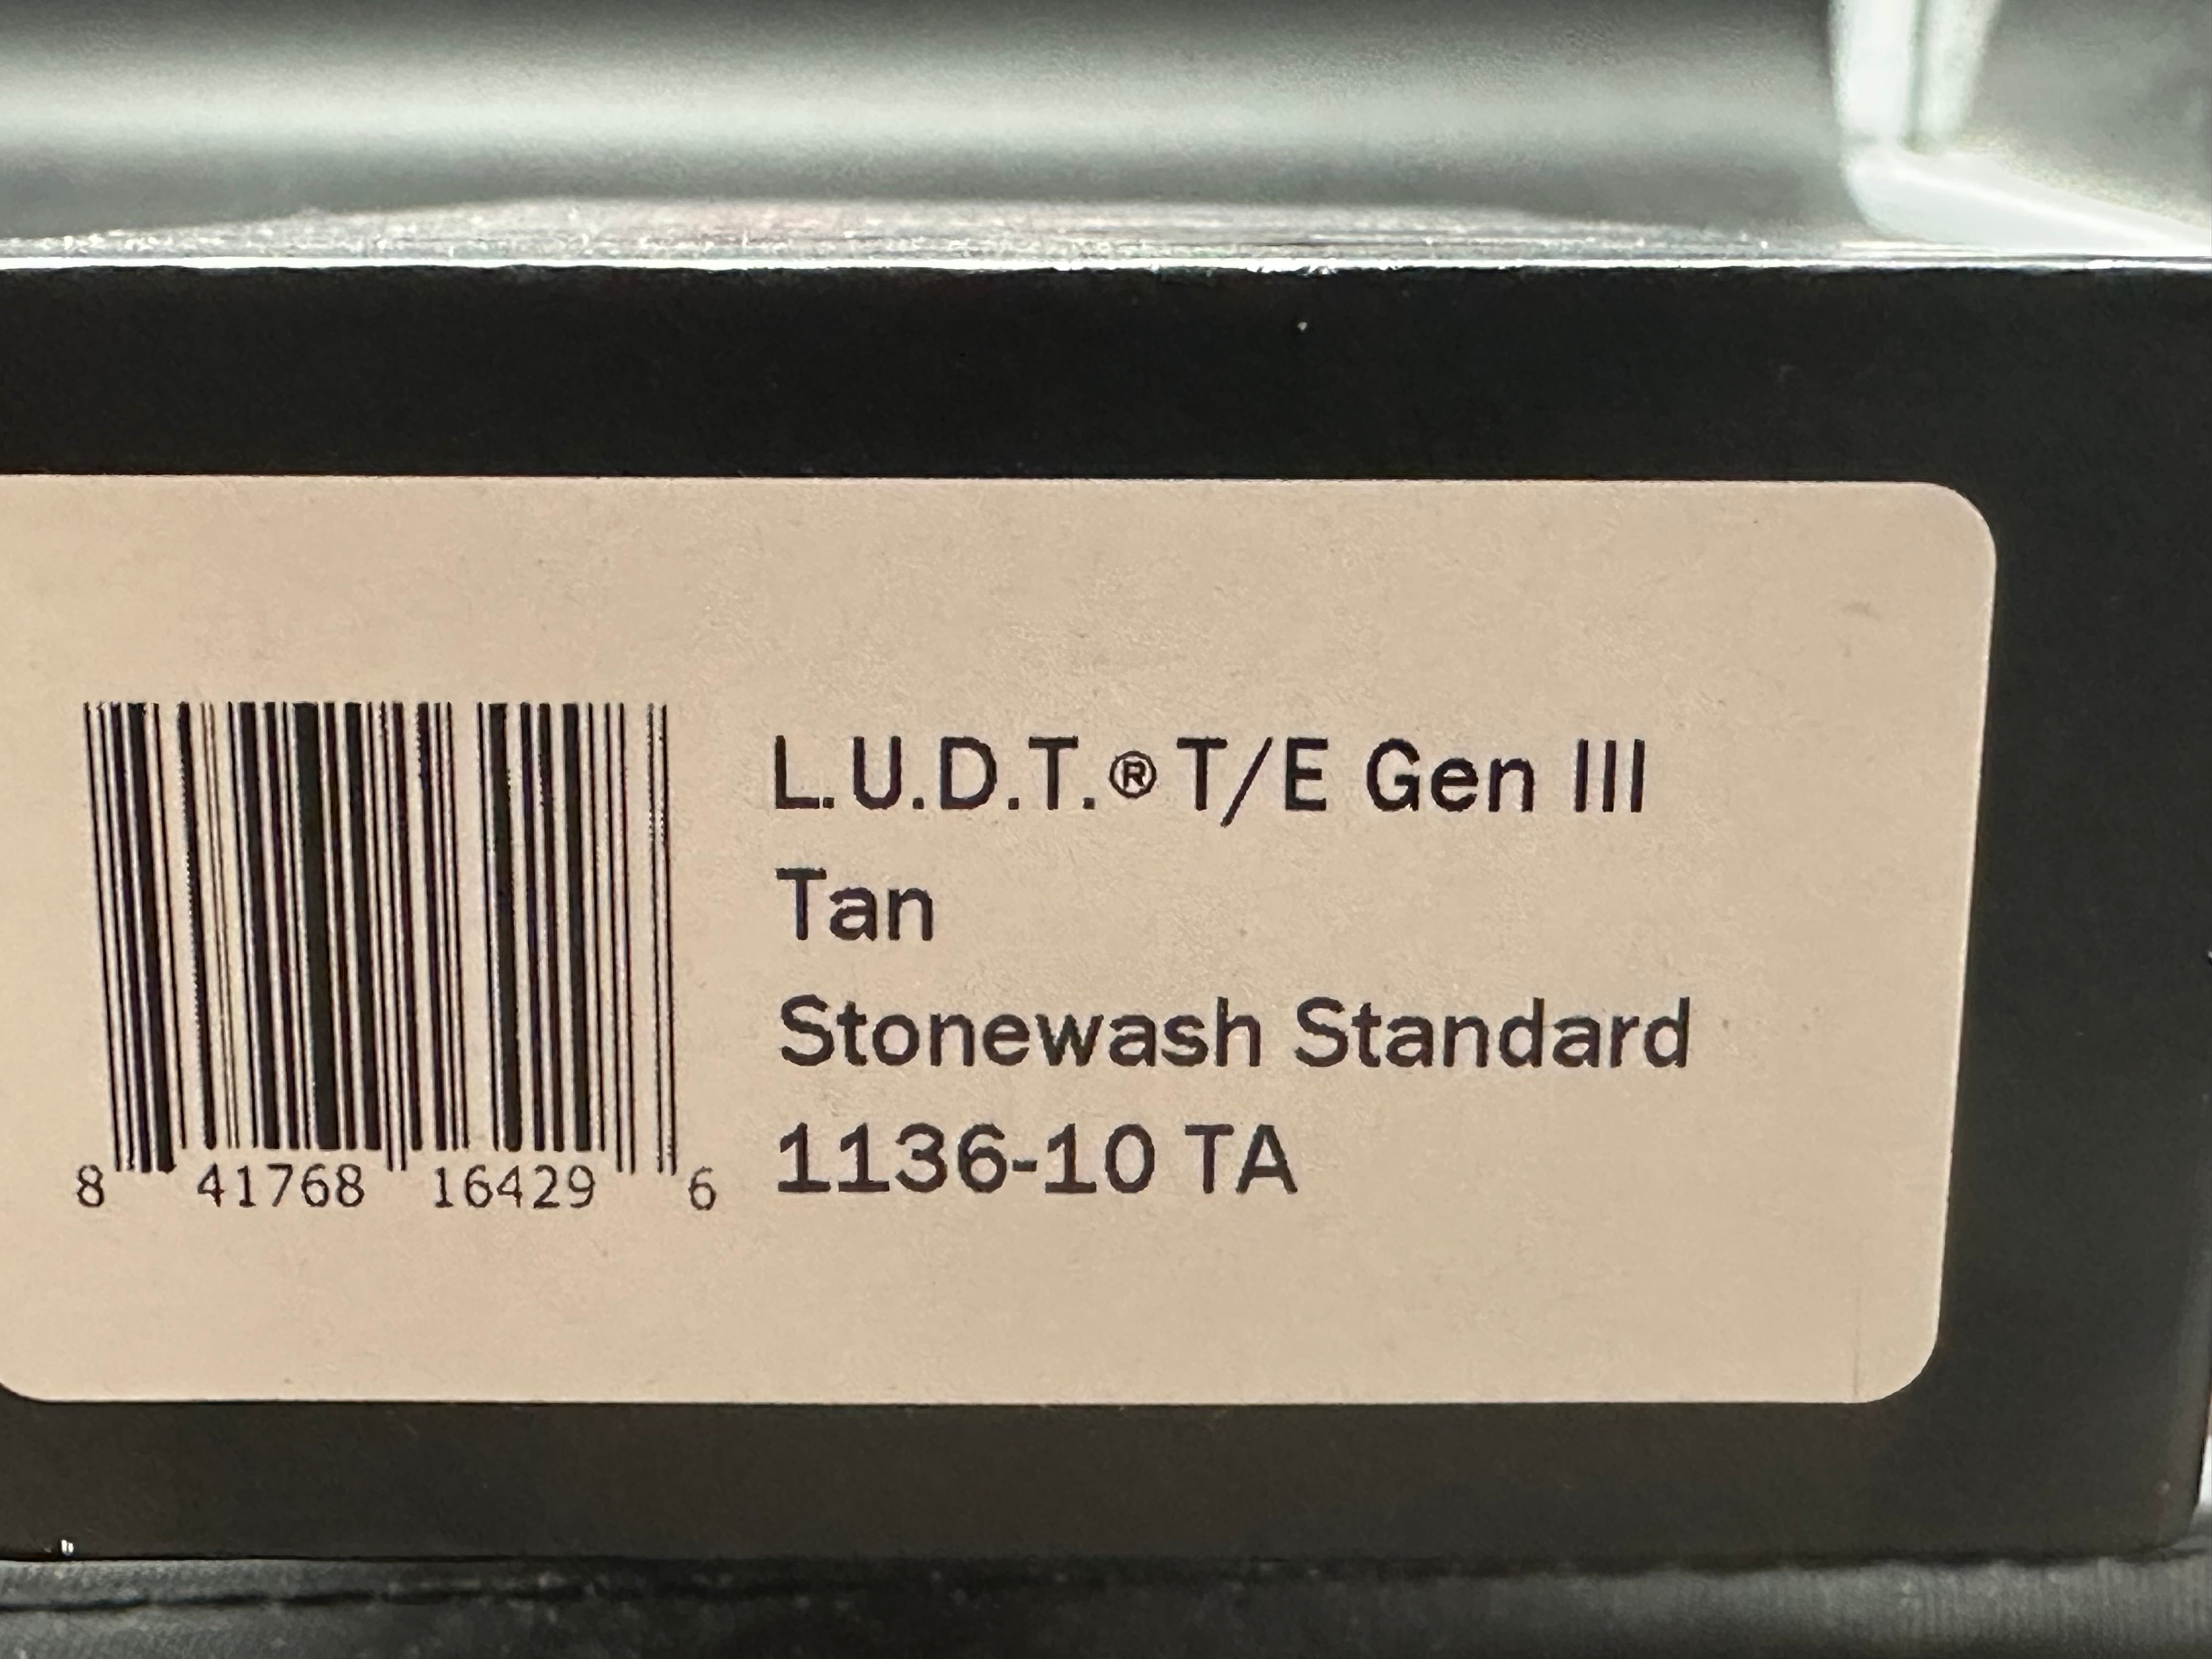 L.U.D.T.® T/E Gen III
Tan
Stonewash Standard
1136-10 TA
8 41768 16429 6